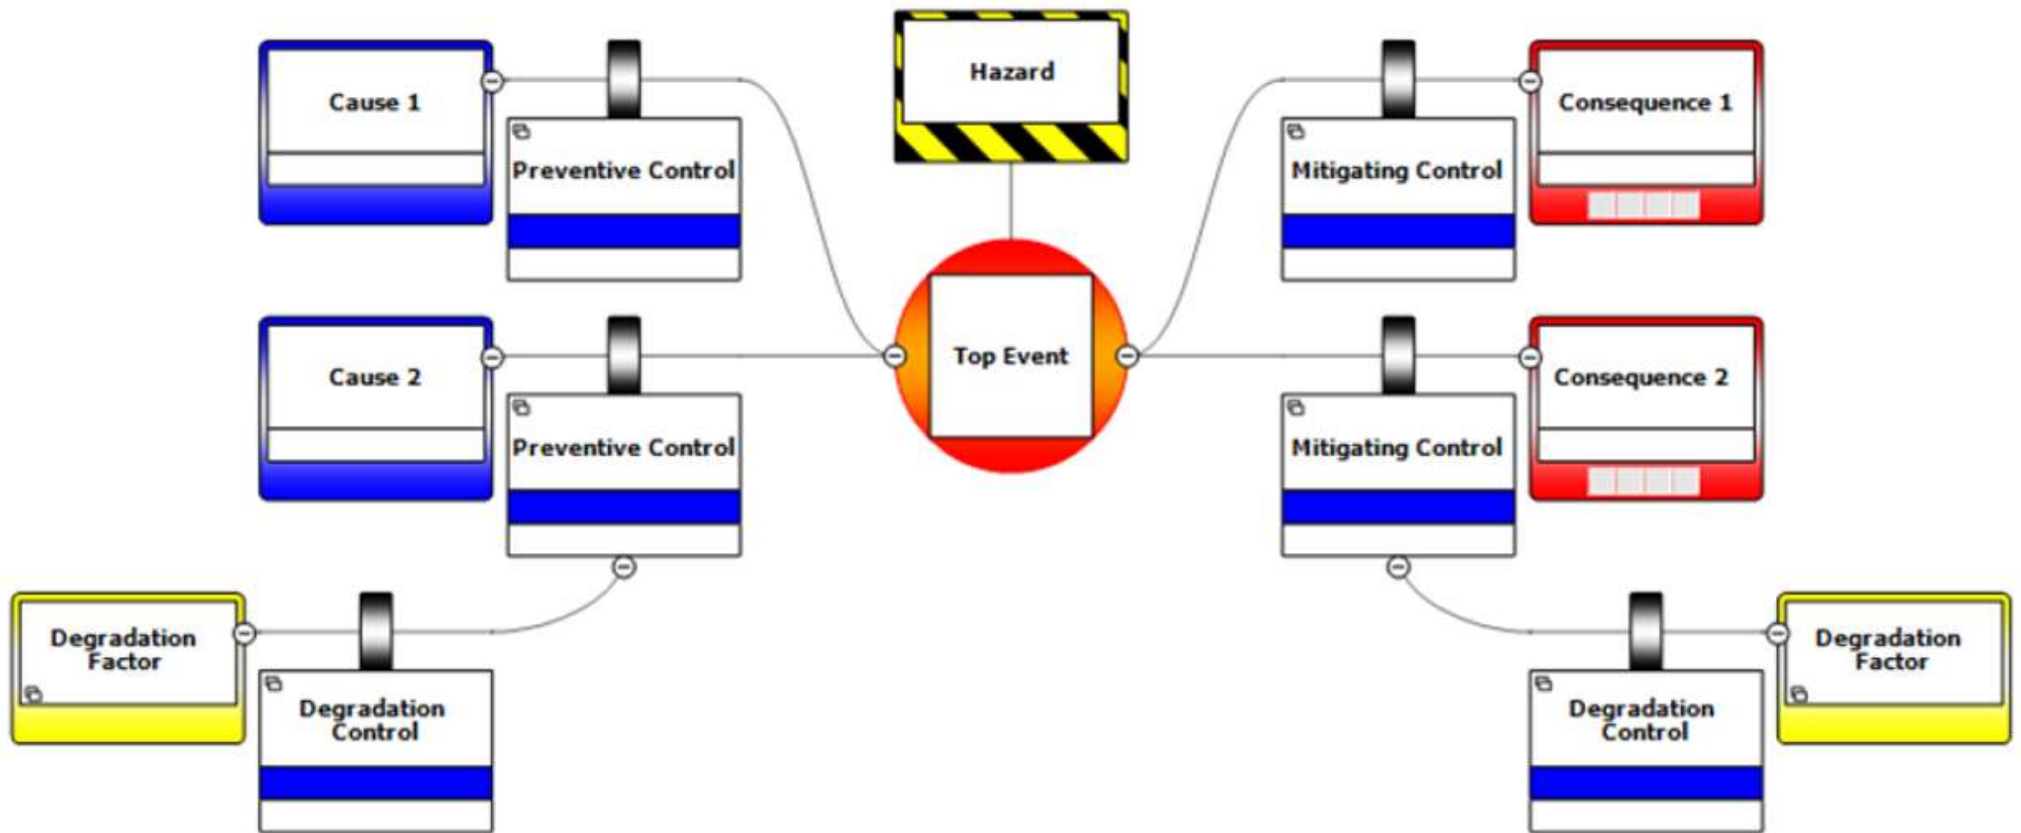 Hazard
Cause 1
Consequence 1
Preventive Control
Mitigating Control
Top Event
Cause 2
Consequence 2
Preventive Control
Mitigating Control
Degradation
Factor
Degradation
Factor
Degradation
Control
Degradation
Control